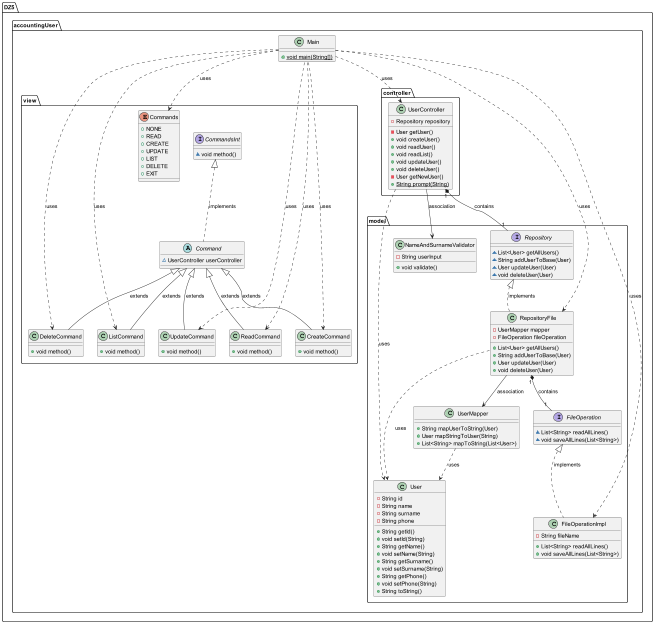 DZ5
accountingUser
C Main
void main(String[])
uses
uses
view
controller
E Commands
NONE
READ
CREATE
UPDATE
LIST
DELETE
EXIT
I CommandsInt
void method()
C UserController
Repository repository
User getUser()
void createUser()
void readUser()
void readList()
void updateUser()
void deleteUser()
User getNewUser()
String prompt(String)
1
uses
uses
uses
uses
uses
uses
implements
association
contains
model
A Command
UserController userController
C NameAndSurnameValidator
String userInput
void validate()
I Repository
List<User> getAllUsers()
String addUserToBase(User)
User updateUser(User)
void deleteUser(User)
extends
extends
extends
extends
extends
implements
uses
C DeleteCommand
void method()
C ListCommand
void method()
C UpdateCommand
void method()
C ReadCommand
void method()
C CreateCommand
void method()
C RepositoryFile
UserMapper mapper
FileOperation fileOperation
List<User> getAllUsers()
String addUserToBase(User)
User updateUser(User)
void deleteUser(User)
1
association
contains
uses
uses
C UserMapper
String mapUserToString(User)
User mapStringToUser(String)
List<String> mapToString(List<User>)
I FileOperation
List<String> readAllLines()
void saveAllLines(List<String>)
uses
implements
C User
String id
String name
String surname
String phone
String getId()
void setId(String)
String getName()
void setName(String)
String getSurname()
void setSurname(String)
String getPhone()
void setPhone(String)
String toString()
C FileOperationImpl
String fileName
List<String> readAllLines()
void saveAllLines(List<String>)